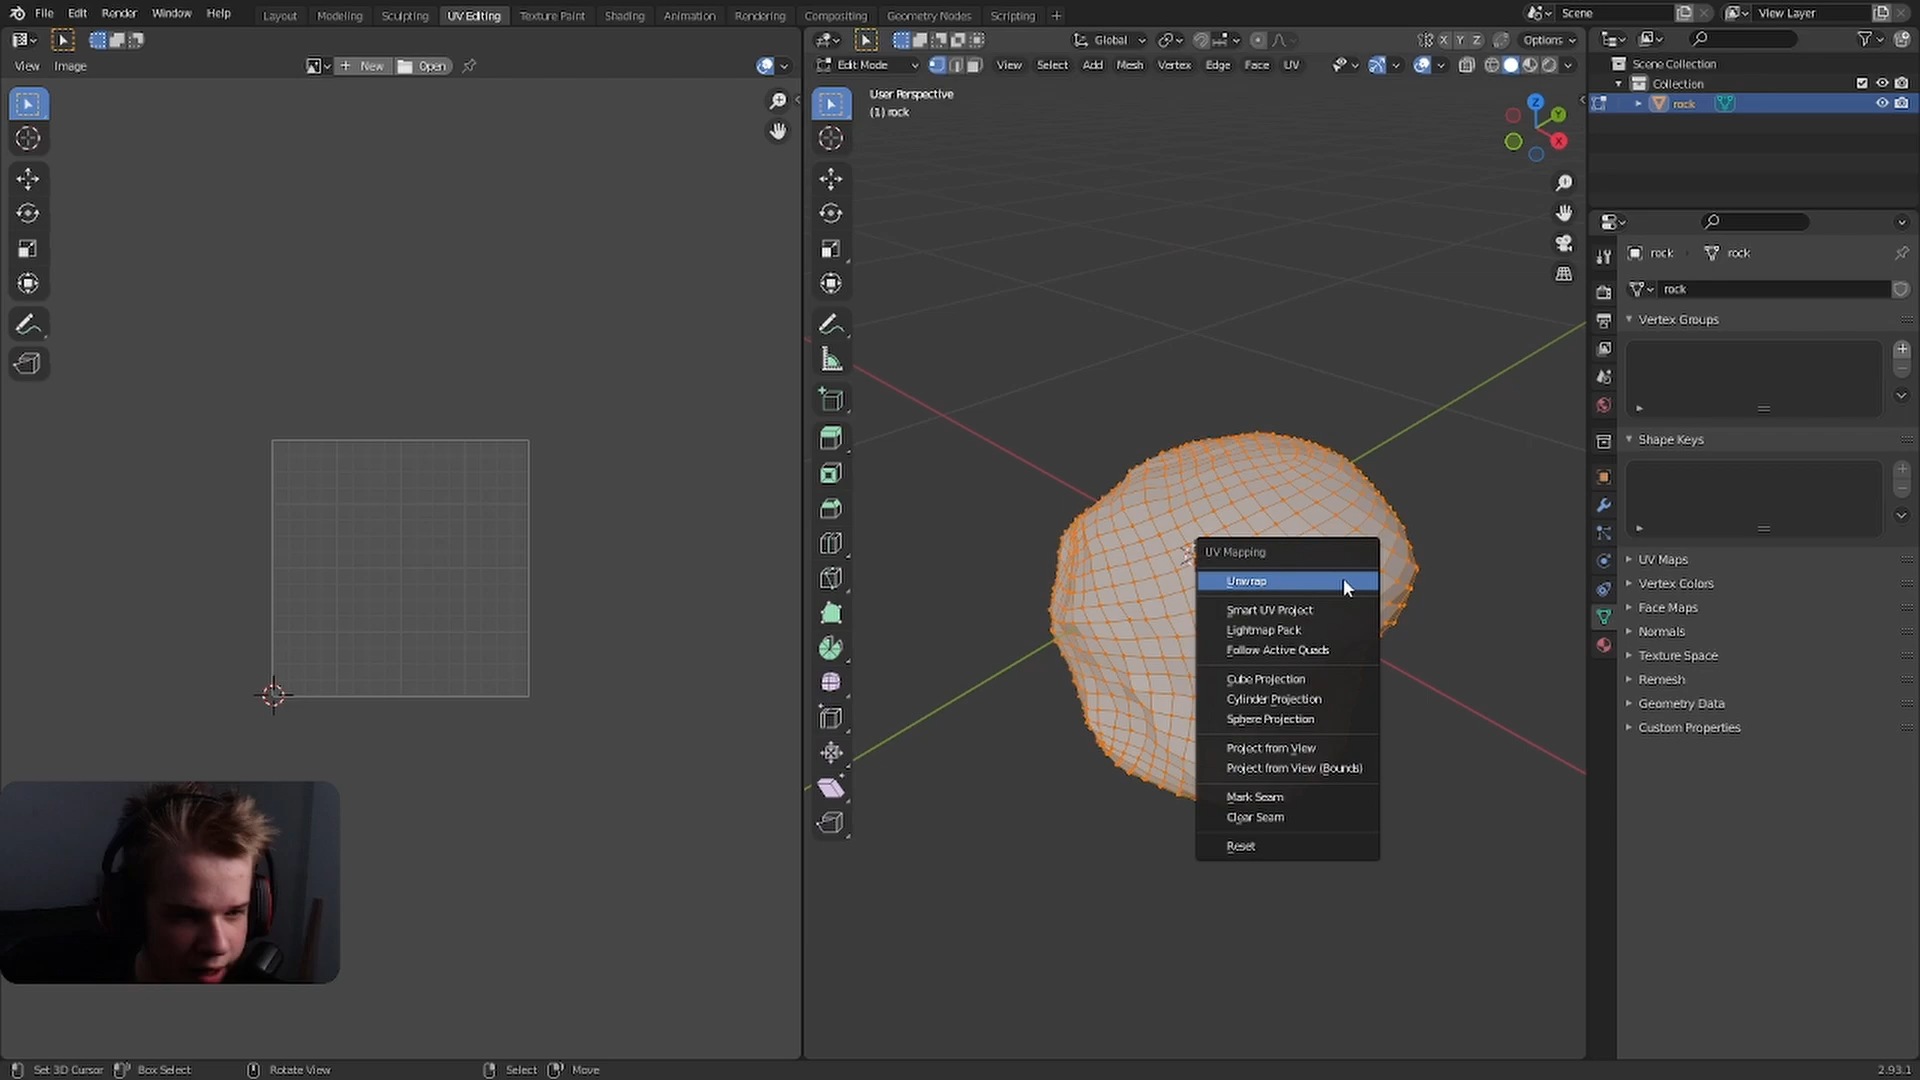 File Edit Render Window Help
Layout Modeling Sculpting UV Editing Texture Paint Shading Animation Rendering Compositing Geometry Nodes Scripting +
Scene
View Layer
Global
X Y Z
Options
View Image
New
Open
Edit Mode
View Select Add Mesh Vertex Edge Face UV
User Perspective
(1) rock
Z
Y
X
Scene Collection
Collection
rock
rock
rock
rock
Vertex Groups
Shape Keys
UV Maps
Vertex Colors
Face Maps
Normals
Texture Space
Remesh
Geometry Data
Custom Properties
UV Mapping
Unwrap
Smart UV Project
Lightmap Pack
Follow Active Quads
Cube Projection
Cylinder Projection
Sphere Projection
Project from View
Project from View (Bounds)
Mark Seam
Clear Seam
Reset
Set 3D Cursor
Box Select
Rotate View
Select
Move
2.93.1